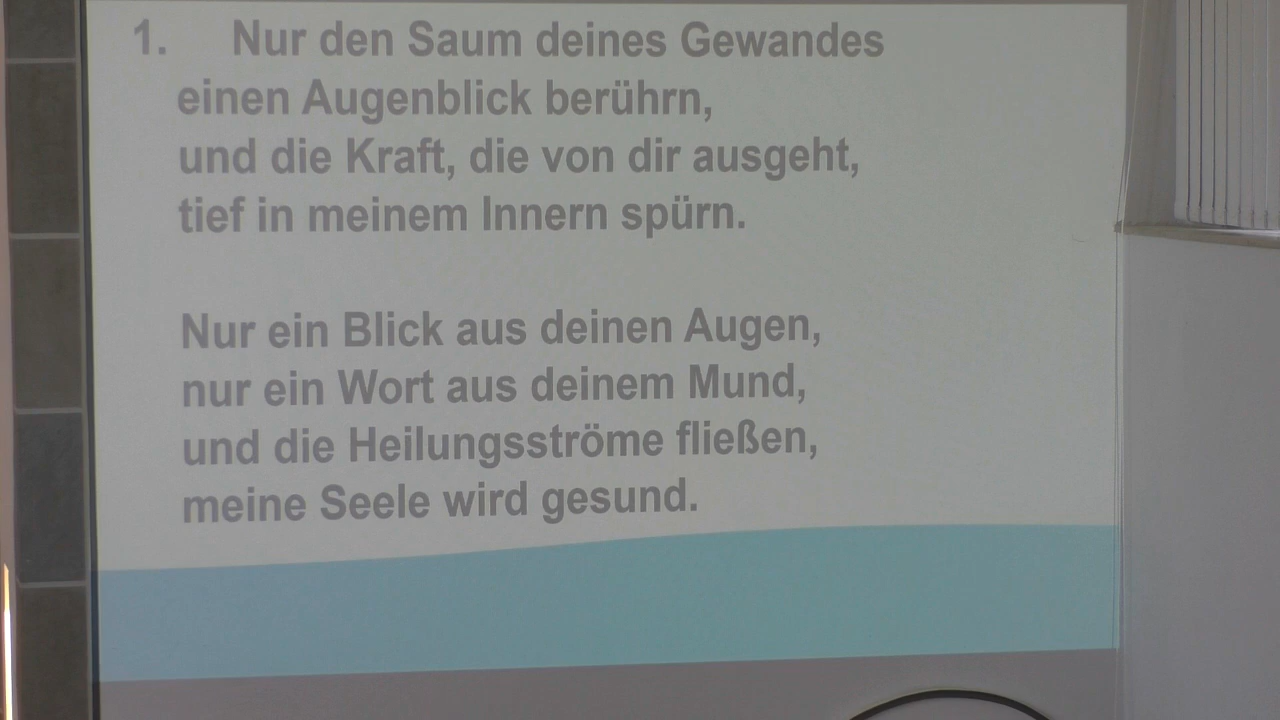 1. Nur den Saum deines Gewandes
einen Augenblick berührn,
und die Kraft, die von dir ausgeht,
tief in meinem Innern spürn.
Nur ein Blick aus deinen Augen,
nur ein Wort aus deinem Mund,
und die Heilungsströme fließen,
meine Seele wird gesund.